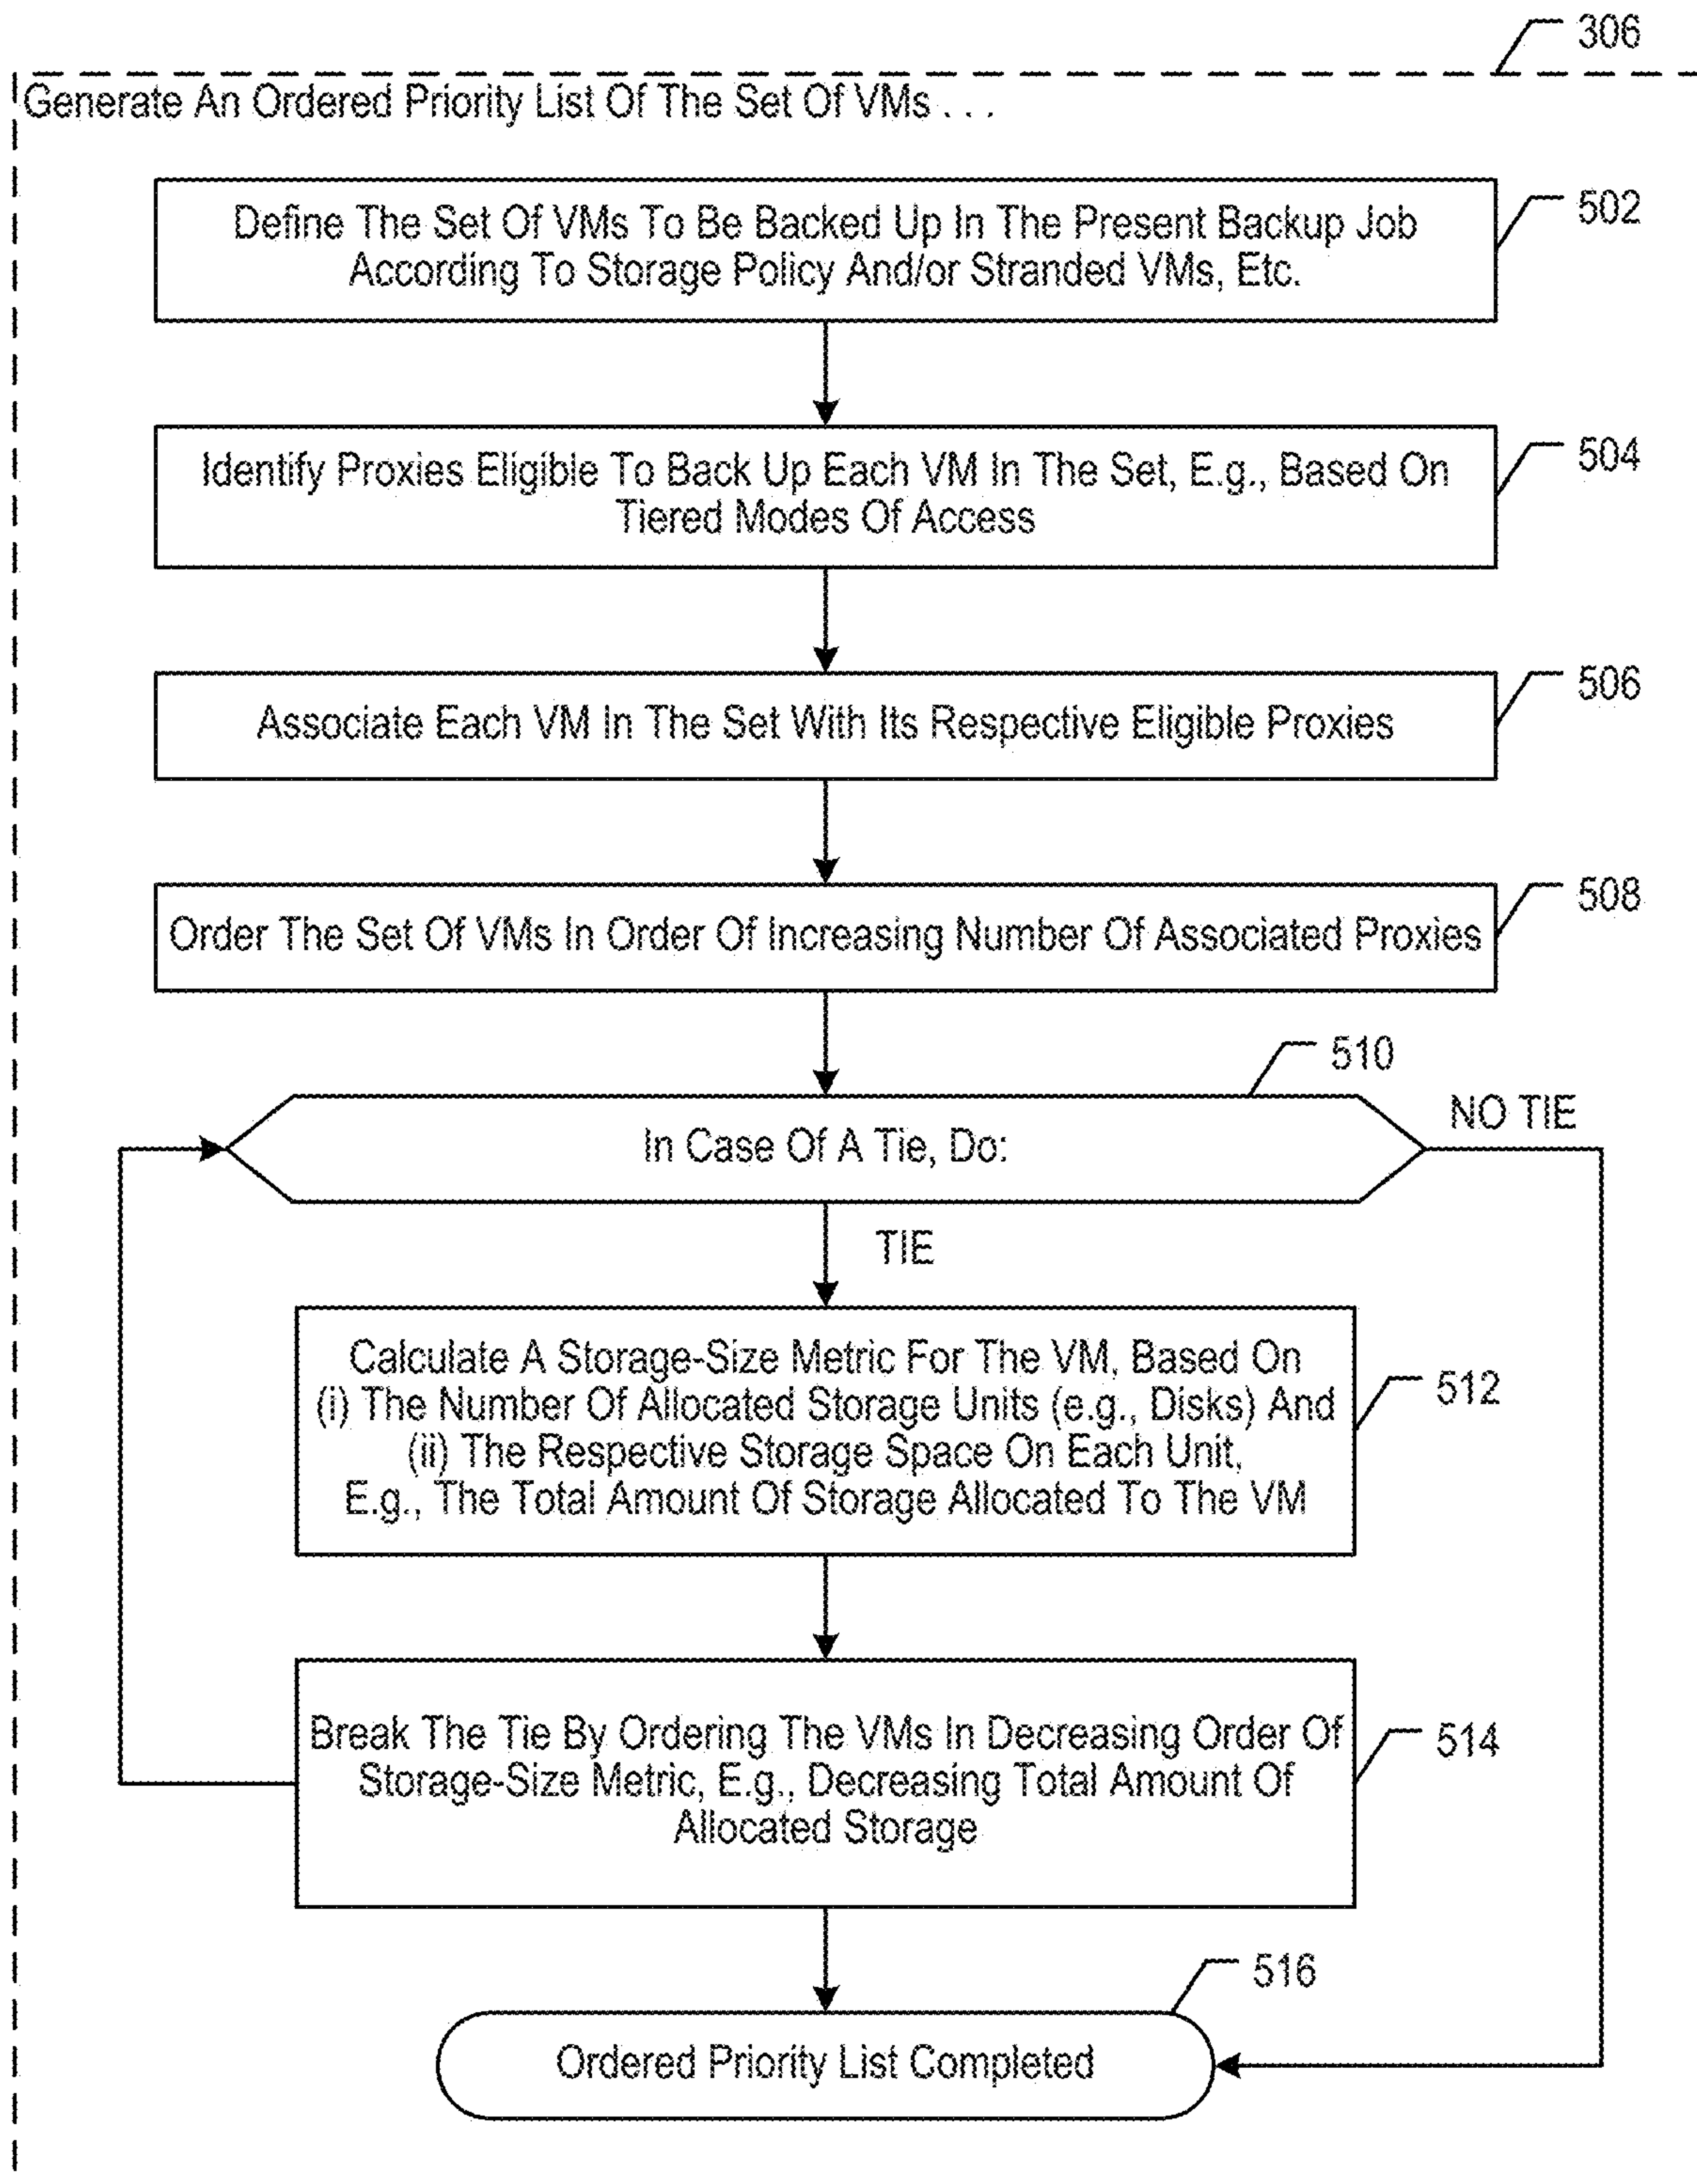 306
Generate An Ordered Priority List Of The Set Of VMs . . .
502
Define The Set Of VMs To Be Backed Up In The Present Backup Job
According To Storage Policy And/or Stranded VMs, Etc.
504
Identify Proxies Eligible To Back Up Each VM In The Set, E.g., Based On
Tiered Modes Of Access
506
Associate Each VM In The Set With Its Respective Eligible Proxies
508
Order The Set Of VMs In Order Of Increasing Number Of Associated Proxies
510
NO TIE
In Case Of A Tie, Do:
TIE
Calculate A Storage-Size Metric For The VM, Based On
512
(i) The Number Of Allocated Storage Units (e.g., Disks) And
(ii) The Respective Storage Space On Each Unit,
E.g., The Total Amount Of Storage Allocated To The VM
Break The Tie By Ordering The VMs In Decreasing Order Of
514
Storage-Size Metric, E.g., Decreasing Total Amount Of
Allocated Storage
516
Ordered Priority List Completed